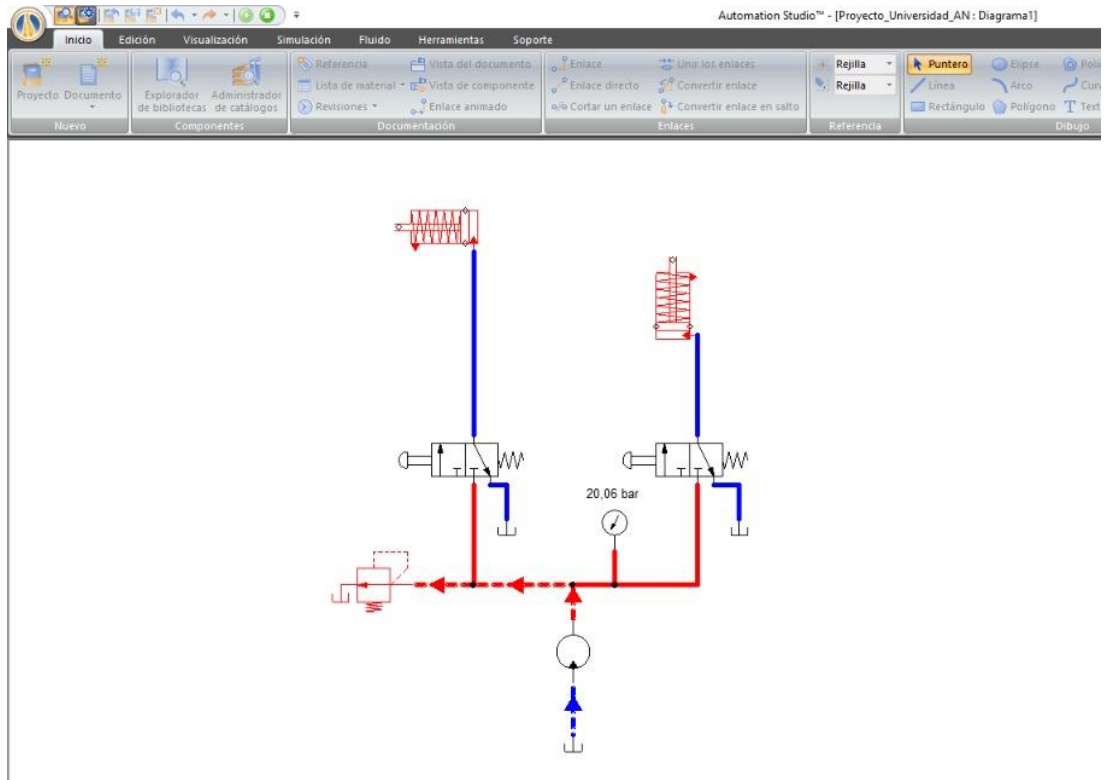 Automation Studio™ - [Proyecto_Universidad_AN : Diagrama1]
Inicio Edición Visualización Simulación Fluido Herramientas Soporte
Proyecto Documento
Nuevo
Explorador de bibliotecas
Administrador de catálogos
Componentes
Referencia Vista del documento
Lista de material Vista de componente
Revisiones Enlace animado
Documentación
Enlace Unir los enlaces
Enlace directo Convertir enlace
Cortar un enlace Convertir enlace en salto
Enlaces
Rejilla
Rejilla
Referencia
Puntero Elipse
Línea Arco
Rectángulo Polígono
Dibujo
20,06 bar